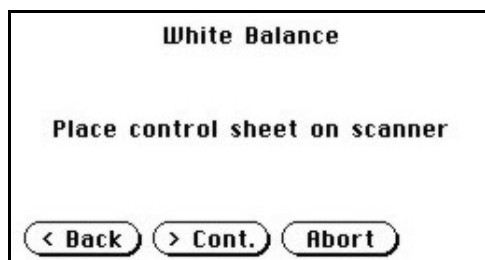 White Balance
Place control sheet on scanner
< Back > Cont. Abort